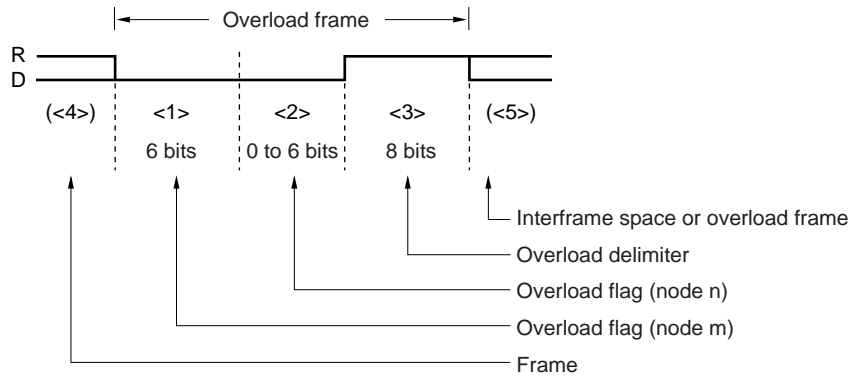 Overload frame
R
D
(<4>) <1> <2> <3> (<5>)
6 bits 0 to 6 bits 8 bits
Interframe space or overload frame
Overload delimiter
Overload flag (node n)
Overload flag (node m)
Frame